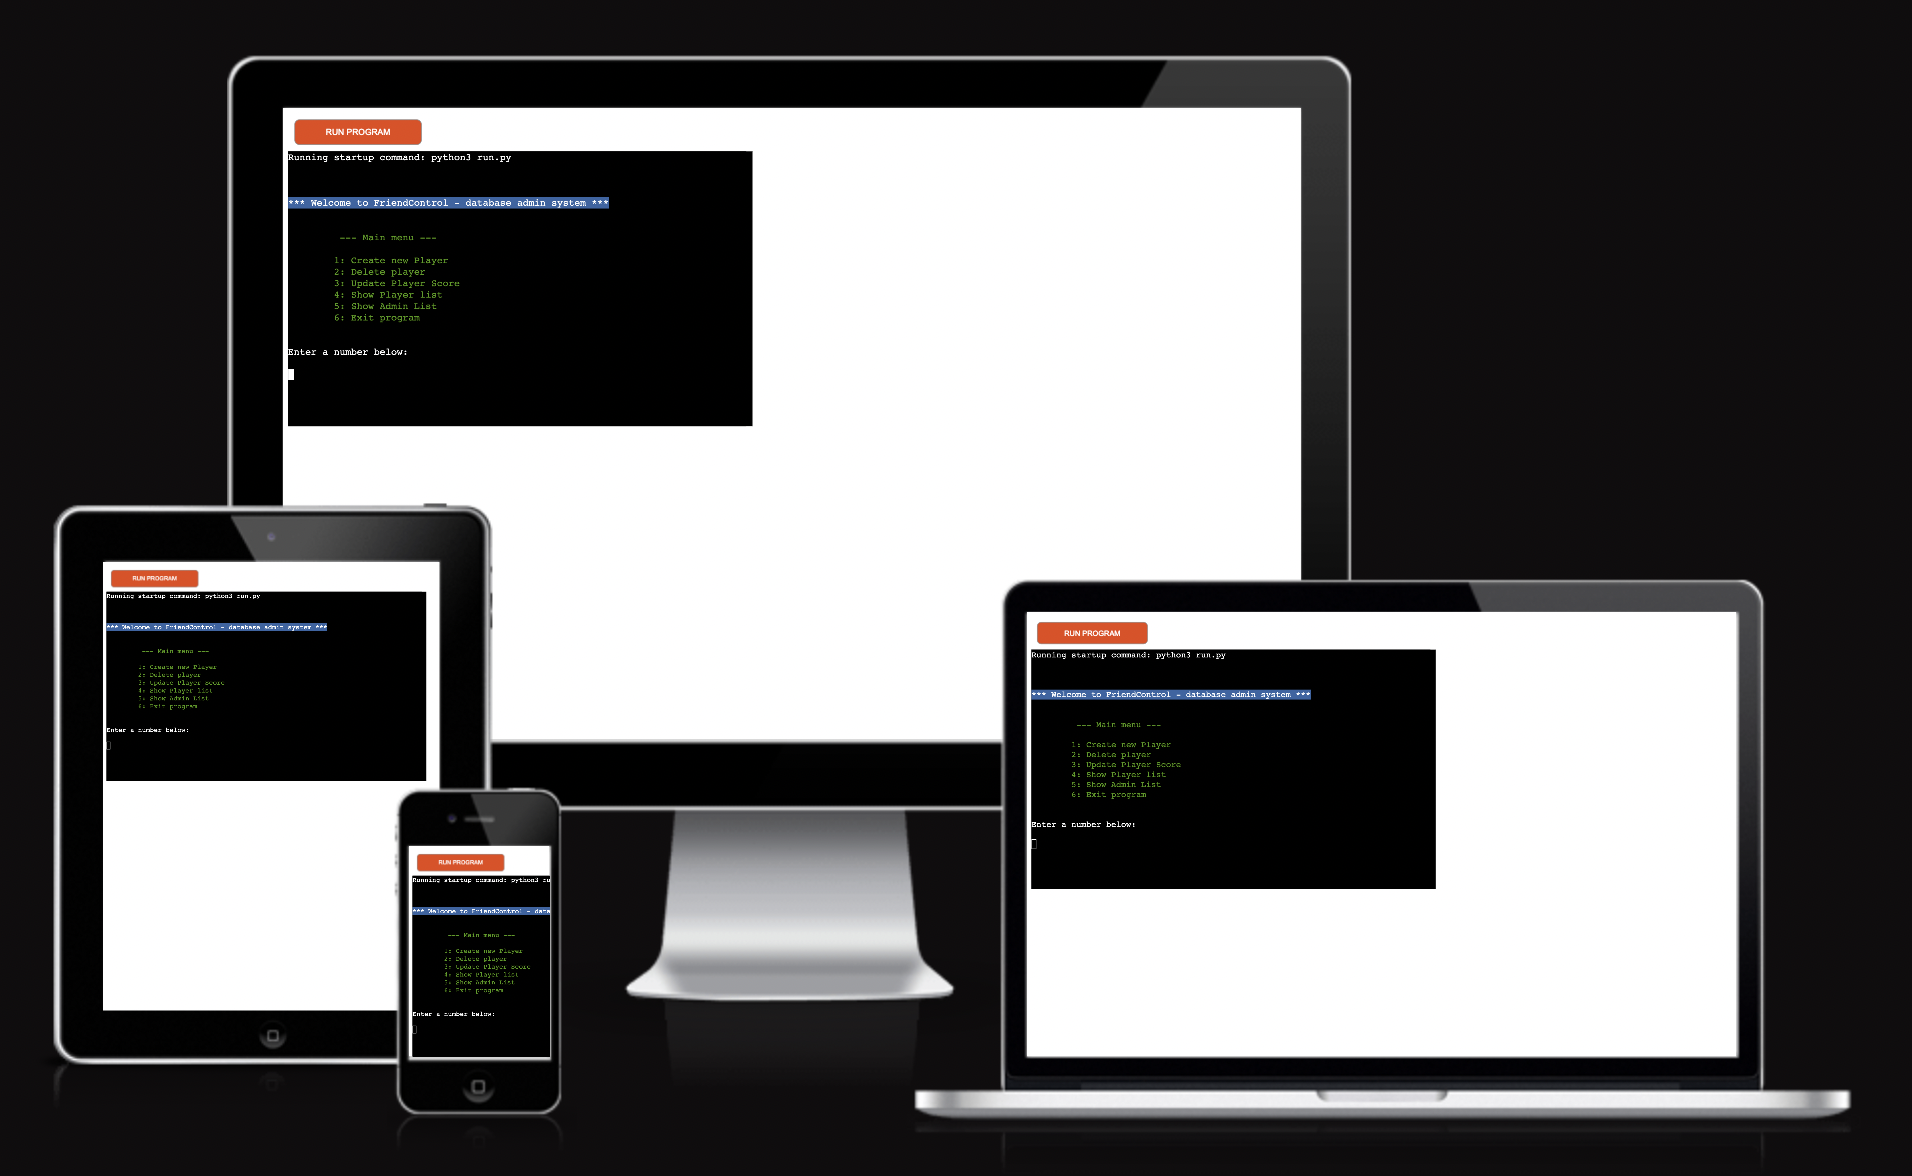 RUN PROGRAM
Running startup command: python3 run.py
*** Welcome to FriendControl - database admin system ***
--- Main menu ---
1: Create new Player
2: Delete player
3: Update Player Score
4: Show Player list
5: Show Admin List
6: Exit program
Enter a number below:
RUN PROGRAM
Running startup command: python3 run.py
*** Welcome to FriendControl - database admin system ***
--- Main menu ---
1: Create new Player
2: Delete player
3: Update Player Score
4: Show Player list
5: Show Admin List
6: Exit program
Enter a number below:
RUN PROGRAM
Running startup command: python3 ru
*** Welcome to FriendControl - data
--- Main menu ---
1: Create new Player
2: Delete player
3: Update Player Score
4: Show Player list
5: Show Admin List
6: Exit program
Enter a number below:
RUN PROGRAM
Running startup command: python3 run.py
*** Welcome to FriendControl - database admin system ***
--- Main menu ---
1: Create new Player
2: Delete player
3: Update Player Score
4: Show Player list
5: Show Admin List
6: Exit program
Enter a number below: